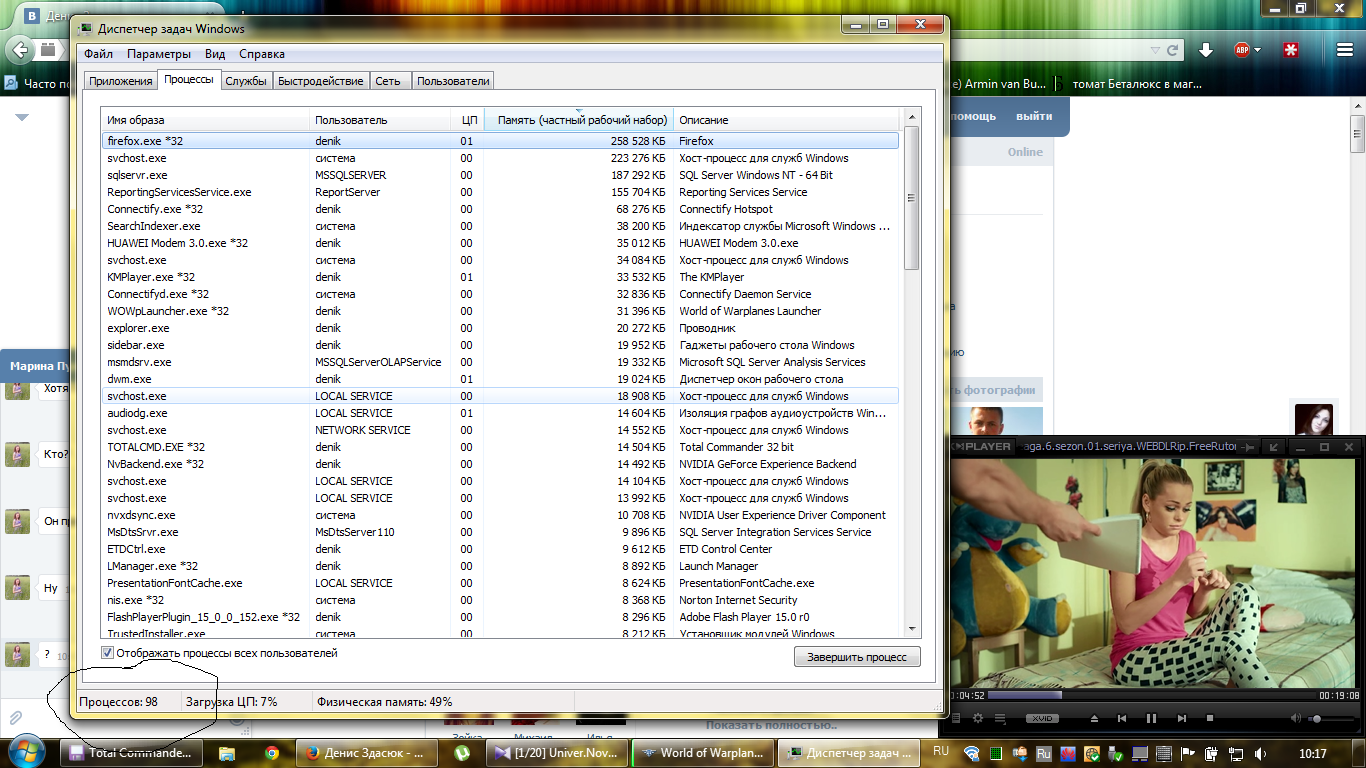 В
Ден
Диспетчер задач Windows
Файл Параметры Вид Справка
ABP
Часто по
e) Armin van Bu...
томат Беталюкс в маг...
Приложения Процессы Службы Быстродействие Сеть Пользователи
Имя образа Пользователь ЦП Память (частный рабочий набор) Описание
firefox.exe *32 denik 01 258 528 КБ Firefox
svchost.exe система 00 223 276 КБ Хост-процесс для служб Windows
sqlservr.exe MSSQLSERVER 00 187 292 КБ SQL Server Windows NT - 64 Bit
ReportingServicesService.exe ReportServer 00 155 704 КБ Reporting Services Service
Connectify.exe *32 denik 00 68 276 КБ Connectify Hotspot
SearchIndexer.exe система 00 38 200 КБ Индексатор службы Microsoft Windows ...
HUAWEI Modem 3.0.exe *32 denik 00 35 012 КБ HUAWEI Modem 3.0.exe
svchost.exe система 00 34 084 КБ Хост-процесс для служб Windows
KMPlayer.exe *32 denik 01 33 532 КБ The KMPlayer
Connectifyd.exe *32 система 00 32 836 КБ Connectify Daemon Service
WOWpLauncher.exe *32 denik 00 31 396 КБ World of Warplanes Launcher
explorer.exe denik 00 20 272 КБ Проводник
sidebar.exe denik 00 19 952 КБ Гаджеты рабочего стола Windows
msmdsrv.exe MSSQLServerOLAPService 00 19 332 КБ Microsoft SQL Server Analysis Services
dwm.exe denik 01 19 024 КБ Диспетчер окон рабочего стола
svchost.exe LOCAL SERVICE 00 18 908 КБ Хост-процесс для служб Windows
audiodg.exe LOCAL SERVICE 01 14 604 КБ Изоляция графов аудиоустройств Win...
svchost.exe NETWORK SERVICE 00 14 552 КБ Хост-процесс для служб Windows
TOTALCMD.EXE *32 denik 00 14 504 КБ Total Commander 32 bit
NvBackend.exe *32 denik 00 14 492 КБ NVIDIA GeForce Experience Backend
svchost.exe LOCAL SERVICE 00 14 104 КБ Хост-процесс для служб Windows
svchost.exe LOCAL SERVICE 00 13 992 КБ Хост-процесс для служб Windows
nvxdsync.exe система 00 10 708 КБ NVIDIA User Experience Driver Component
MsDtsSrvr.exe MsDtsServer110 00 9 896 КБ SQL Server Integration Services Service
ETDCtrl.exe denik 00 9 612 КБ ETD Control Center
LManager.exe *32 denik 00 8 892 КБ Launch Manager
PresentationFontCache.exe LOCAL SERVICE 00 8 624 КБ PresentationFontCache.exe
nis.exe *32 система 00 8 368 КБ Norton Internet Security
FlashPlayerPlugin_15_0_0_152.exe *32 denik 00 8 296 КБ Adobe Flash Player 15.0 r0
TrustedInstaller.exe система 00 8 212 КБ Установщик модулей Windows
Отображать процессы всех пользователей
Завершить процесс
Процессов: 98 Загрузка ЦП: 7% Физическая память: 49%
помощь выйти
Online
ть фотографии
Марина Пу
Хотя
Кто?
Он пр
Ну 10
? 10
KMPLAYER
aga.6.sezon.01.seriya.WEBDLRip.FreeRutor
:04:52
00:19:08
XVID
Показать полностью..
Зойка Михаил Илья
Total Commande...
Денис Здасюк - ...
[1/20] Univer.Nov...
World of Warplan...
Диспетчер задач ...
RU
Ru
10:17